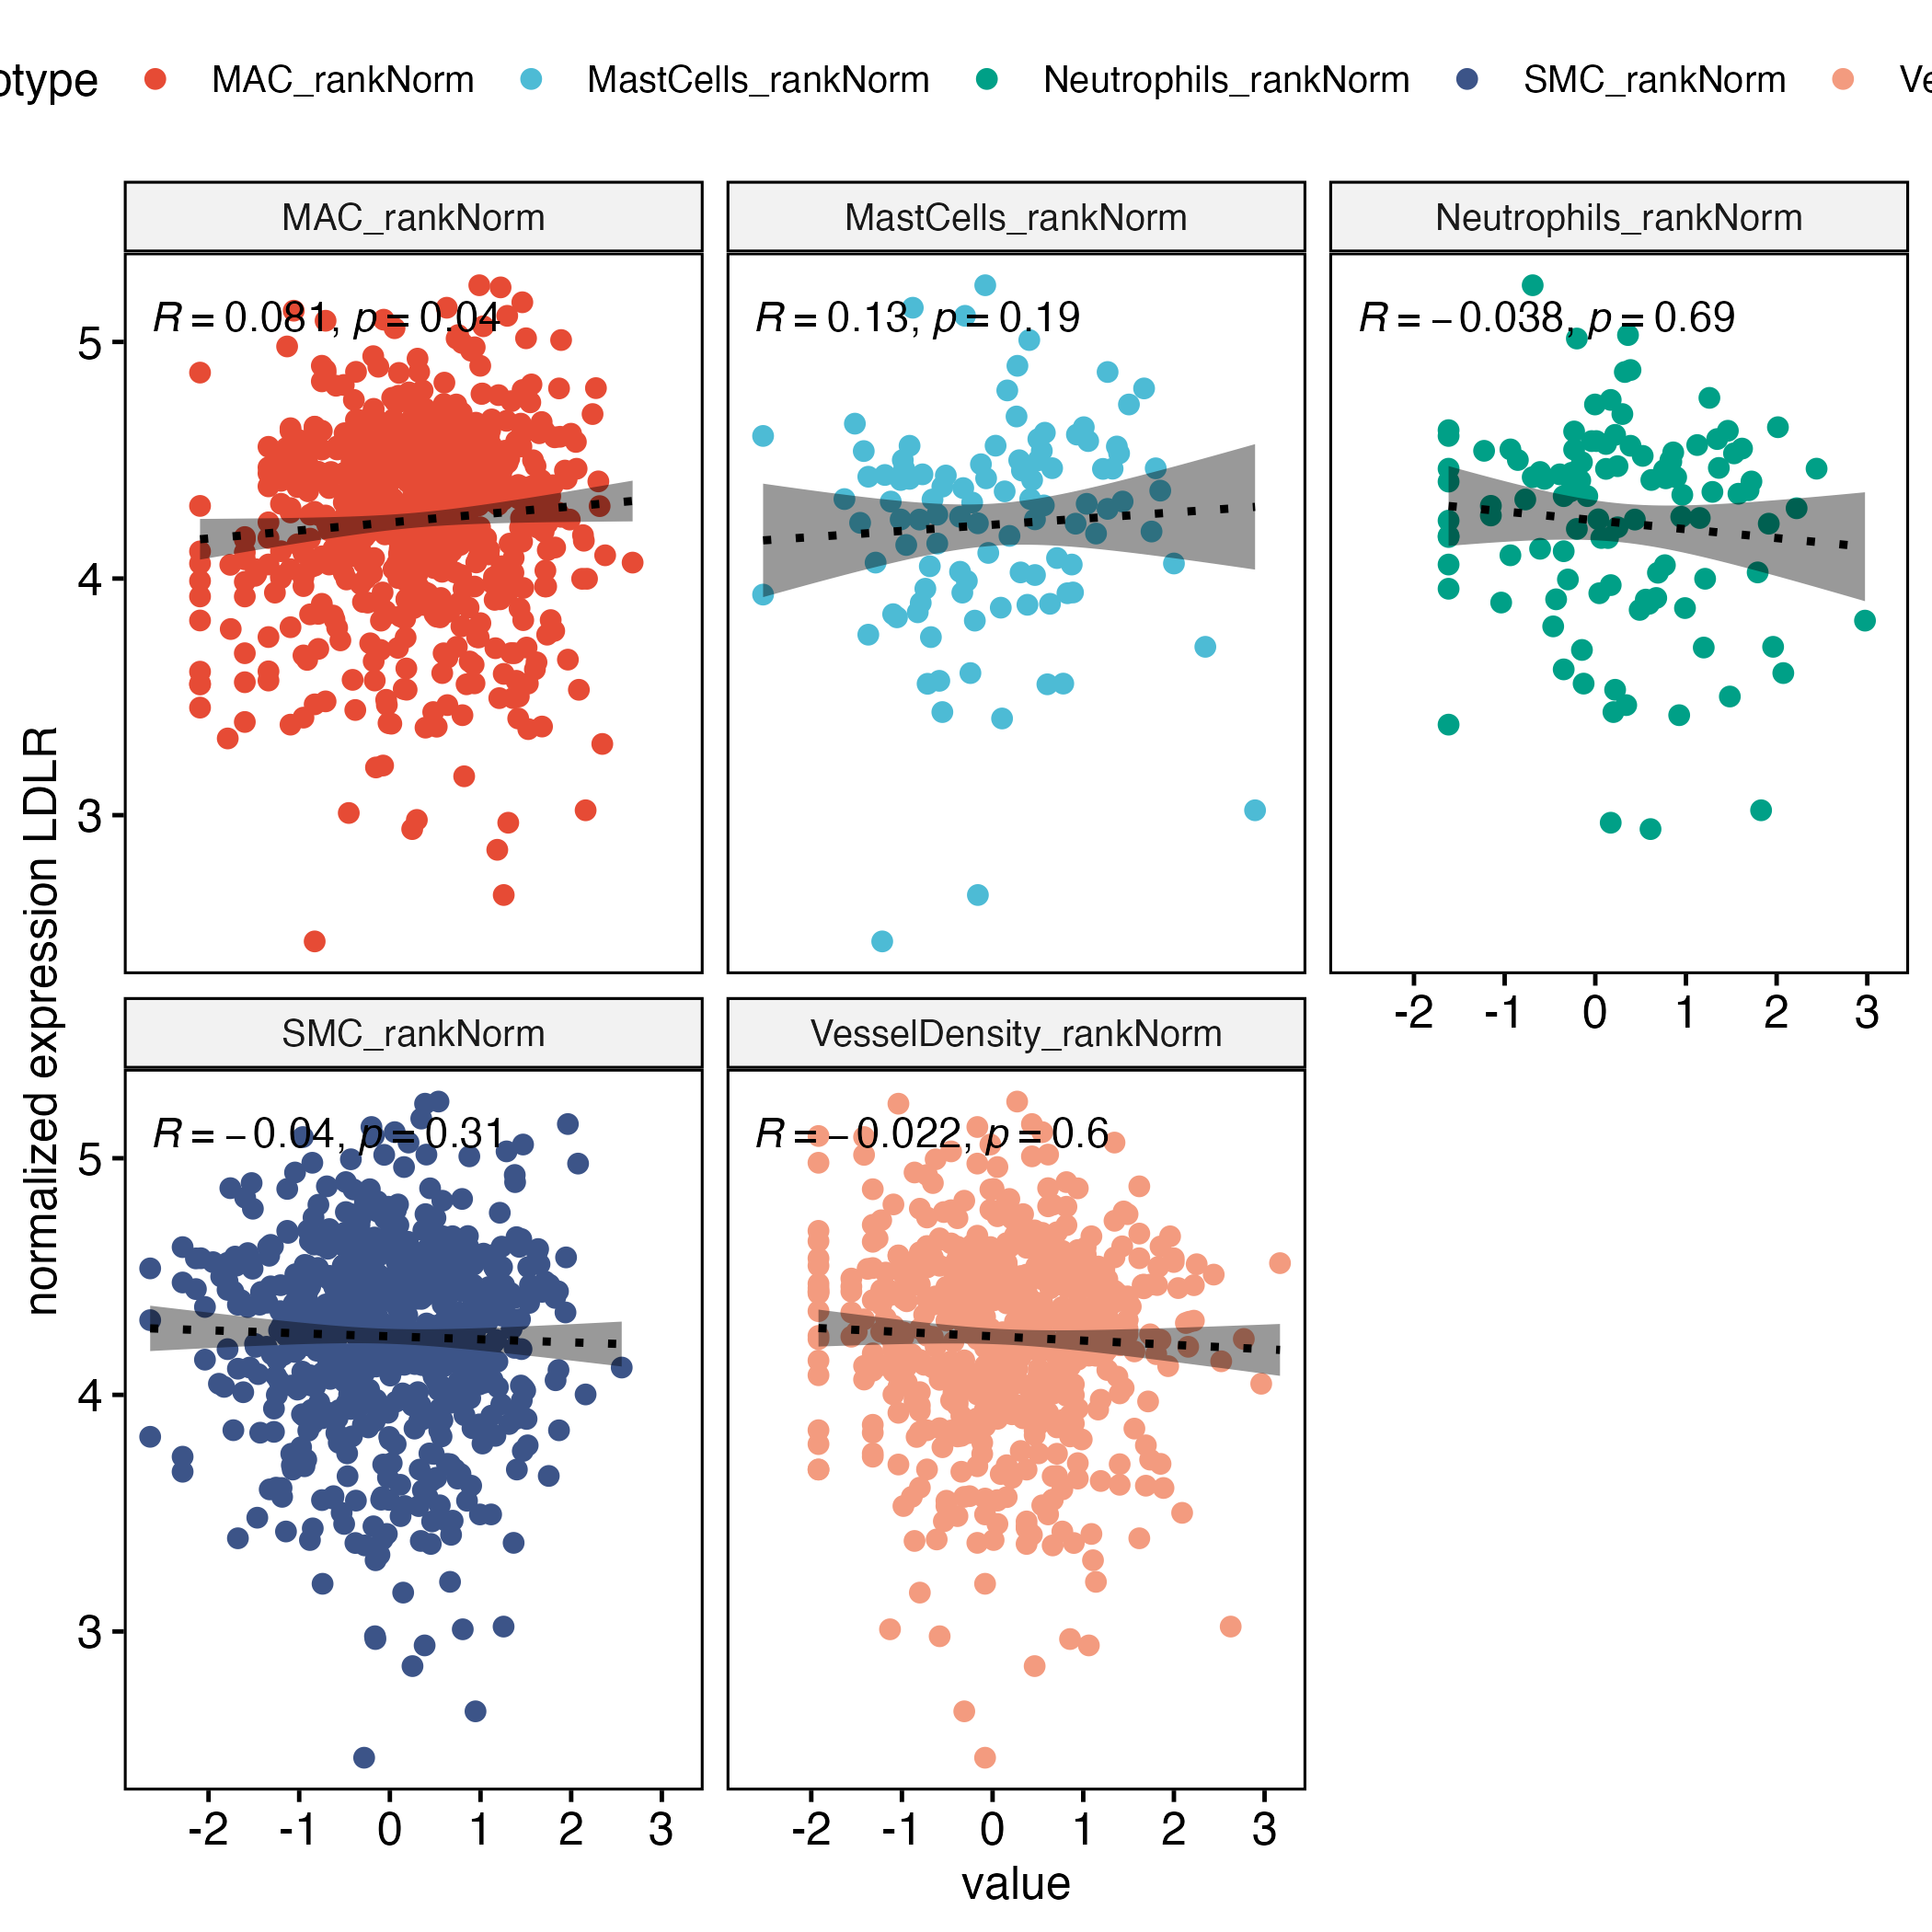 otype MAC_rankNorm MastCells_rankNorm Neutrophils_rankNorm SMC_rankNorm Ve
MAC_rankNorm MastCells_rankNorm Neutrophils_rankNorm
R = 0.081, p = 0.04 R = 0.13, p = 0.19 R = −0.038, p = 0.69
5
4
3
-2 -1 0 1 2 3
normalized expression LDLR
SMC_rankNorm VesselDensity_rankNorm
R = −0.04, p = 0.31 R = −0.022, p = 0.6
5
4
3
-2 -1 0 1 2 3 -2 -1 0 1 2 3
value